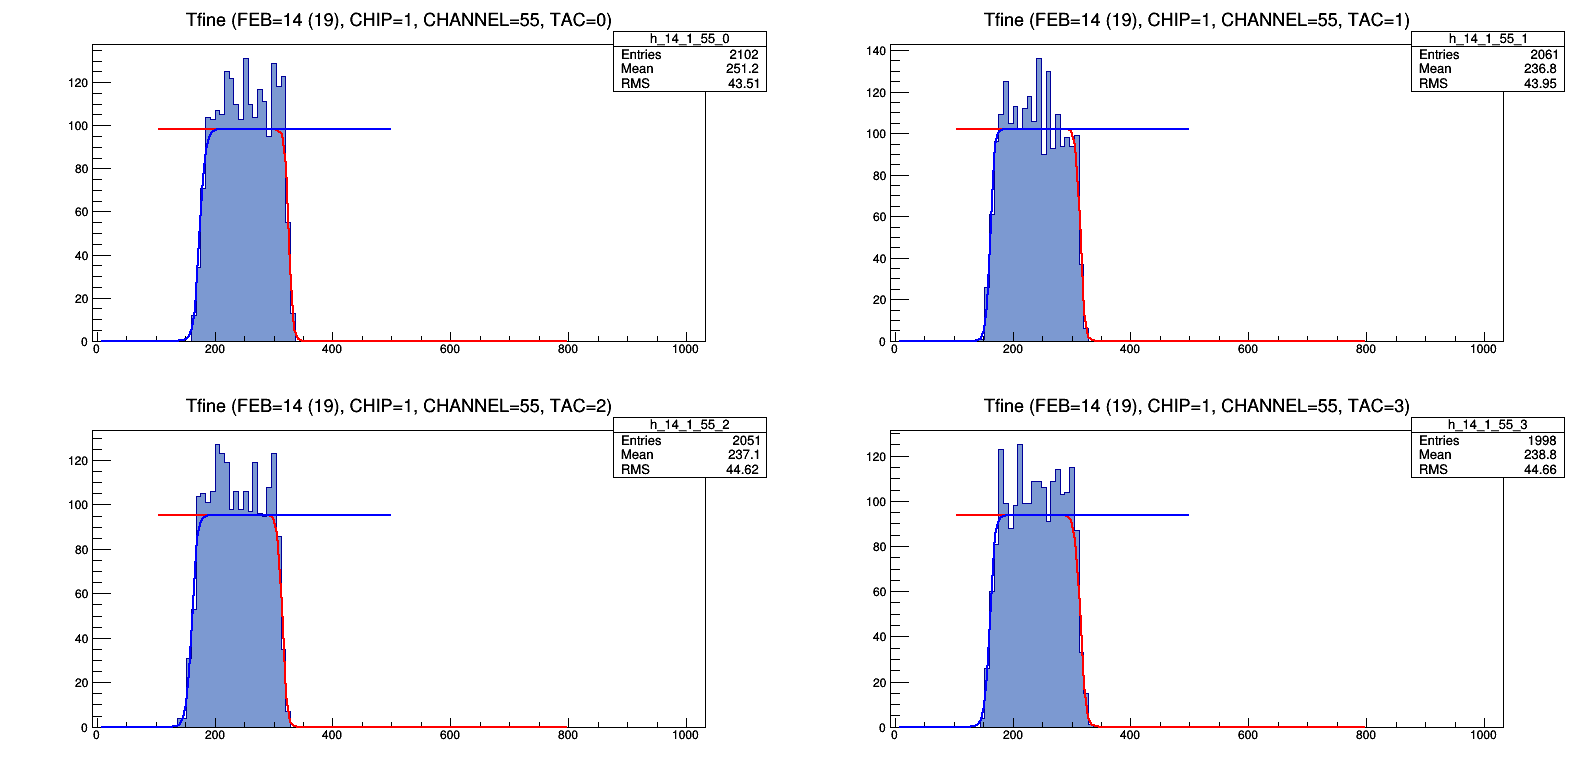 Tfine (FEB=14 (19), CHIP=1, CHANNEL=55, TAC=0)
h_14_1_55_0
Entries 2102
Mean 251.2
RMS 43.51
120
100
80
60
40
20
0
0 200 400 600 800 1000
Tfine (FEB=14 (19), CHIP=1, CHANNEL=55, TAC=1)
h_14_1_55_1
Entries 2061
Mean 236.8
RMS 43.95
140
120
100
80
60
40
20
0
0 200 400 600 800 1000
Tfine (FEB=14 (19), CHIP=1, CHANNEL=55, TAC=2)
h_14_1_55_2
Entries 2051
Mean 237.1
RMS 44.62
120
100
80
60
40
20
0
0 200 400 600 800 1000
Tfine (FEB=14 (19), CHIP=1, CHANNEL=55, TAC=3)
h_14_1_55_3
Entries 1998
Mean 238.8
RMS 44.66
120
100
80
60
40
20
0
0 200 400 600 800 1000